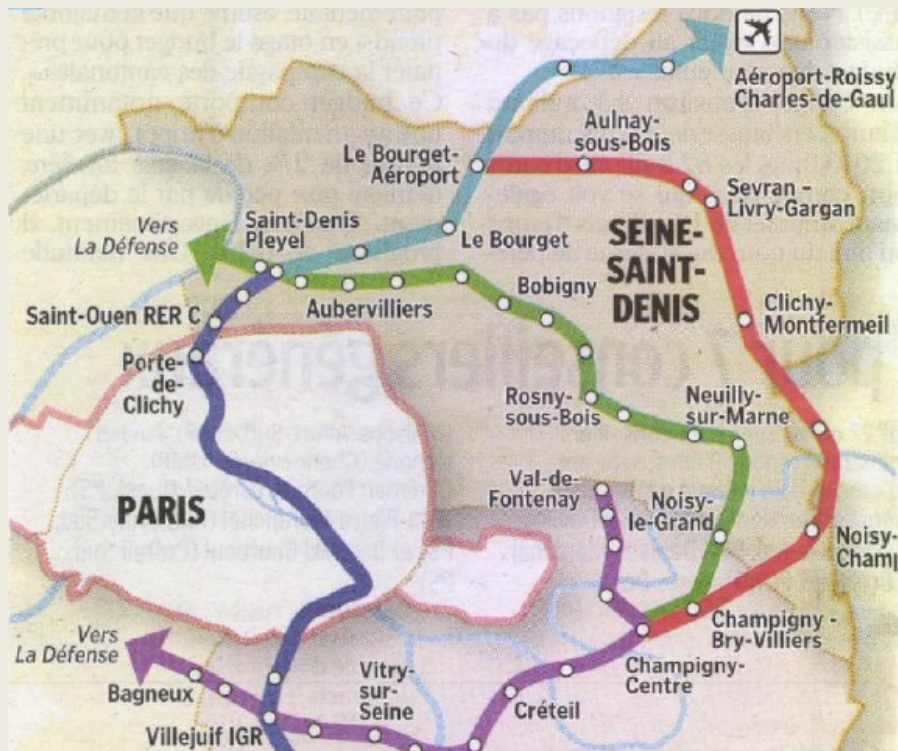 Aéroport-Roissy
Charles-de-Gaul
Aulnay-
sous-Bois
Le Bourget-
Aéroport
Sevran -
Livry-Gargan
Vers
La Défense
Saint-Denis
Pleyel
Le Bourget
SEINE-
SAINT-
DENIS
Bobigny
Aubervilliers
Saint-Ouen RER C
Clichy-
Montfermeil
Porte-
de-
Clichy
Rosny-
sous-Bois
Neuilly-
sur-Marne
Val-de-
Fontenay
Noisy-
le-Grand
PARIS
Noisy-
Champ
Vers
La Défense
Champigny -
Bry-Villiers
Champigny-
Centre
Bagneux
Vitry-
sur-
Seine
Créteil
Villejuif IGR